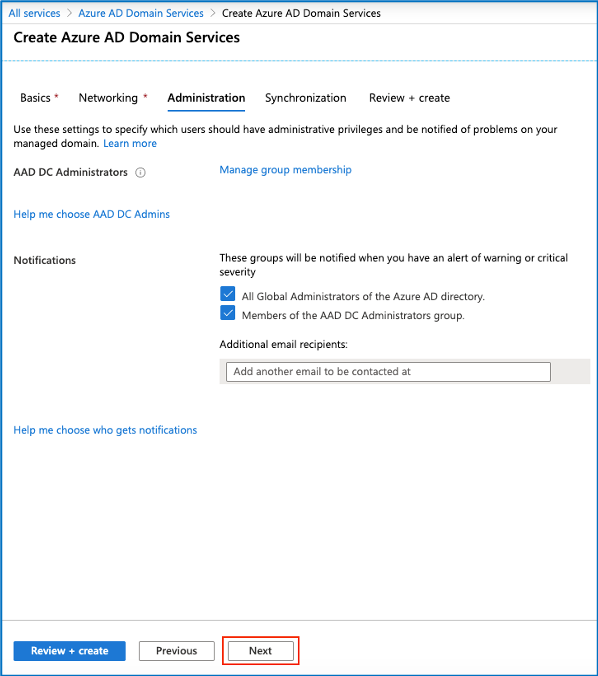 All services > Azure AD Domain Services > Create Azure AD Domain Services
Create Azure AD Domain Services
Basics * Networking * Administration Synchronization Review + create
Use these settings to specify which users should have administrative privileges and be notified of problems on your
managed domain. Learn more
AAD DC Administrators Manage group membership
Help me choose AAD DC Admins
Notifications
These groups will be notified when you have an alert of warning or critical
severity
All Global Administrators of the Azure AD directory.
Members of the AAD DC Administrators group.
Additional email recipients:
Add another email to be contacted at
Help me choose who gets notifications
Review + create Previous Next